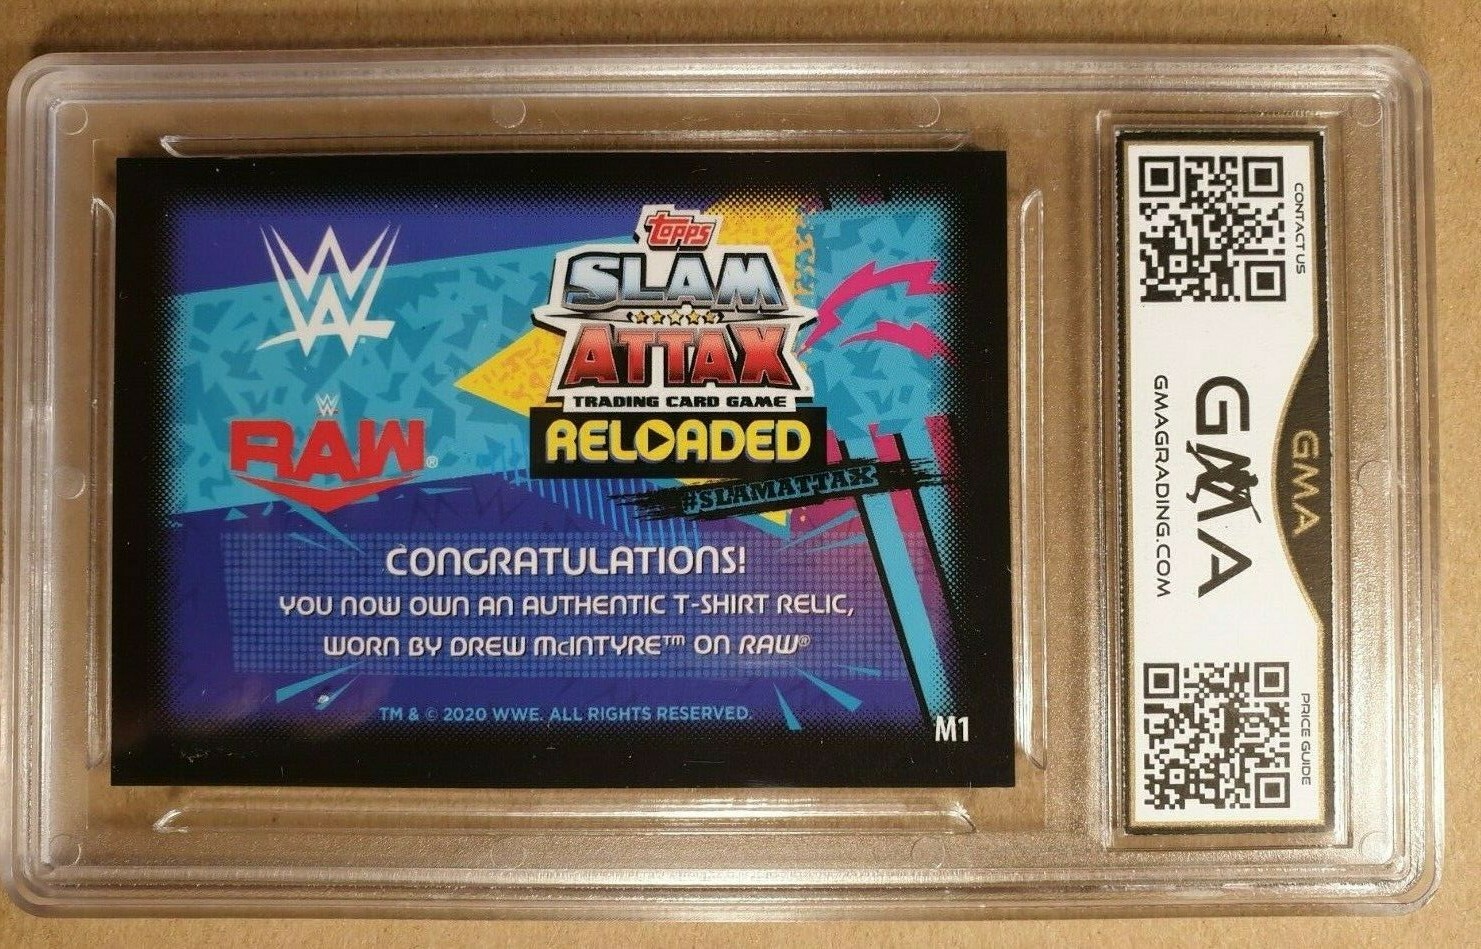 W
TOPPS
SLAM
ATTAX
TRADING CARD GAME
RELOADED
#SLAMATTAX
W
RAW®
CONGRATULATIONS!
YOU NOW OWN AN AUTHENTIC T-SHIRT RELIC,
WORN BY DREW McINTYRE™ ON RAW®
TM & © 2020 WWE. ALL RIGHTS RESERVED.
M1
CONTACT US
GMA
GMA
GMAGRADING.COM
PRICE GUIDE